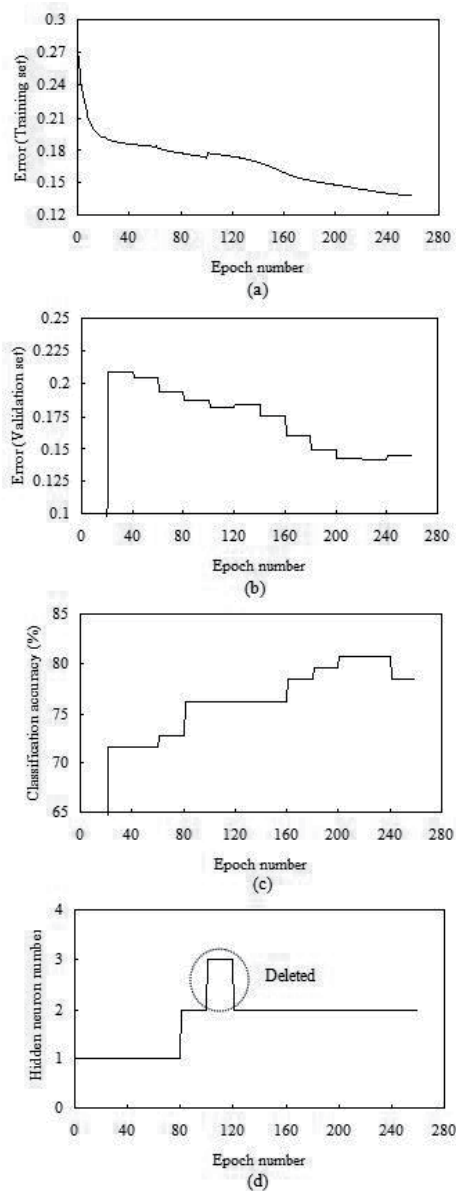 0.3
0.27
0.24
0.21
0.18
0.15
0.12
Error (Training set)
0 40 80 120 160 200 240 280
Epoch number
(a)
0.25
0.225
0.2
0.175
0.15
0.125
0.1
Error (Validation set)
0 40 80 120 160 200 240 280
Epoch number
(b)
85
80
75
70
65
Classification accuracy (%)
0 40 80 120 160 200 240 280
Epoch number
(c)
4
3
2
1
0
Hidden neuron number
Deleted
0 40 80 120 160 200 240 280
Epoch number
(d)